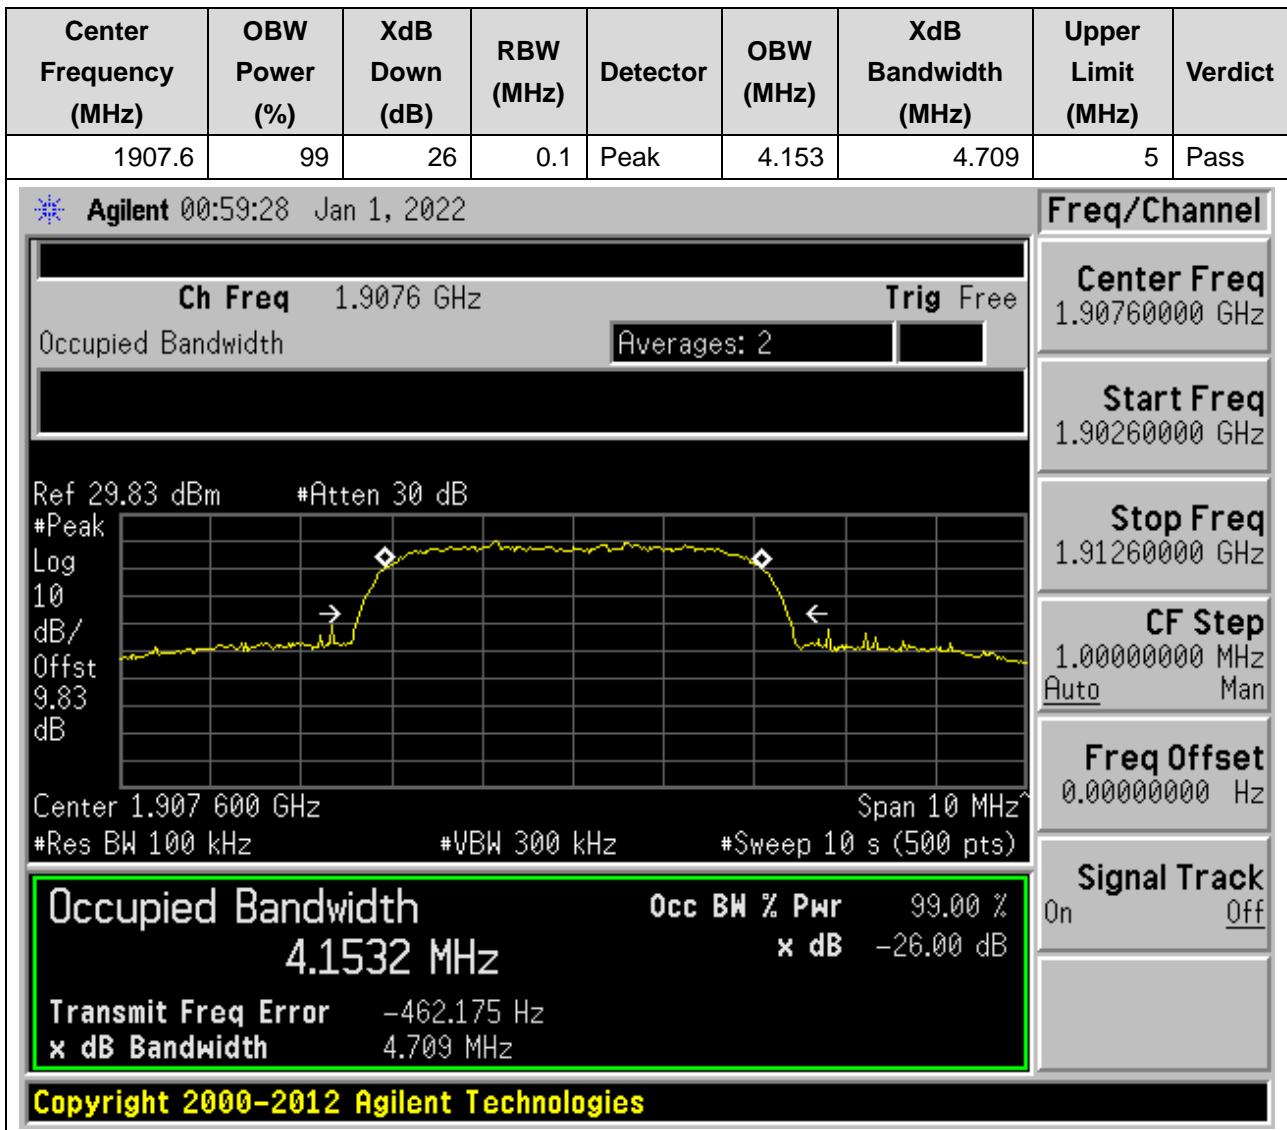 Center Frequency (MHz) OBW Power (%) XdB Down (dB) RBW (MHz) Detector OBW (MHz) XdB Bandwidth (MHz) Upper Limit (MHz) Verdict
1907.6 99 26 0.1 Peak 4.153 4.709 5 Pass
Agilent 00:59:28 Jan 1, 2022
Freq/Channel
Ch Freq 1.9076 GHz Trig Free
Occupied Bandwidth Averages: 2
Ref 29.83 dBm #Atten 30 dB
#Peak
Log
10
dB/
Offst
9.83
dB
Center 1.907 600 GHz Span 10 MHz^
#Res BW 100 kHz #VBW 300 kHz #Sweep 10 s (500 pts)
Occupied Bandwidth Occ BW % Pwr 99.00 %
4.1532 MHz x dB -26.00 dB
Transmit Freq Error -462.175 Hz
x dB Bandwidth 4.709 MHz
Center Freq
1.90760000 GHz
Start Freq
1.90260000 GHz
Stop Freq
1.91260000 GHz
CF Step
1.00000000 MHz
Auto Man
Freq Offset
0.00000000 Hz
Signal Track
On Off
Copyright 2000-2012 Agilent Technologies